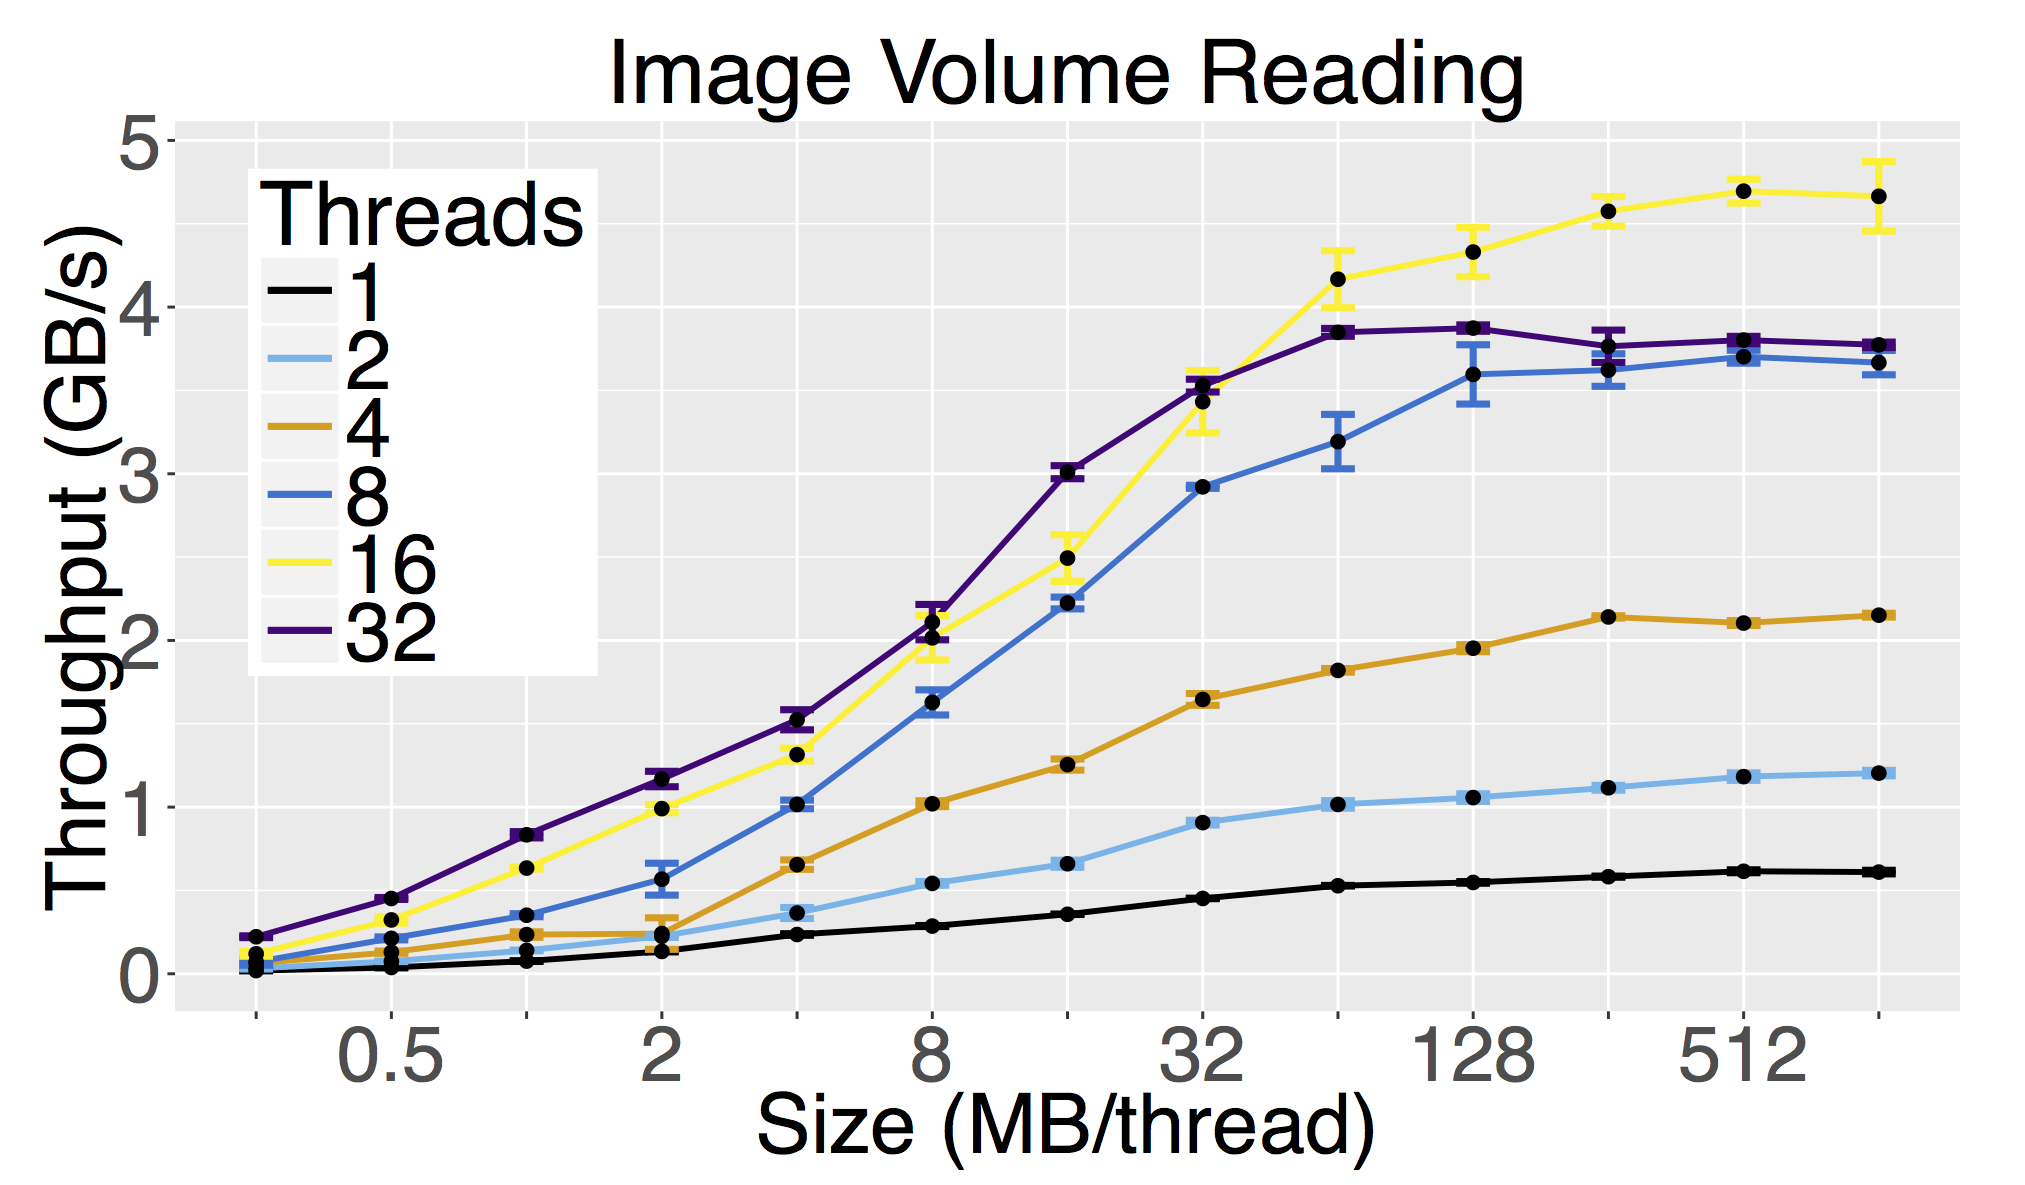 Image Volume Reading
Throughput (GB/s)
5
4
3
2
1
0
Threads
1
2
4
8
16
32
0.5 2 8 32 128 512
Size (MB/thread)